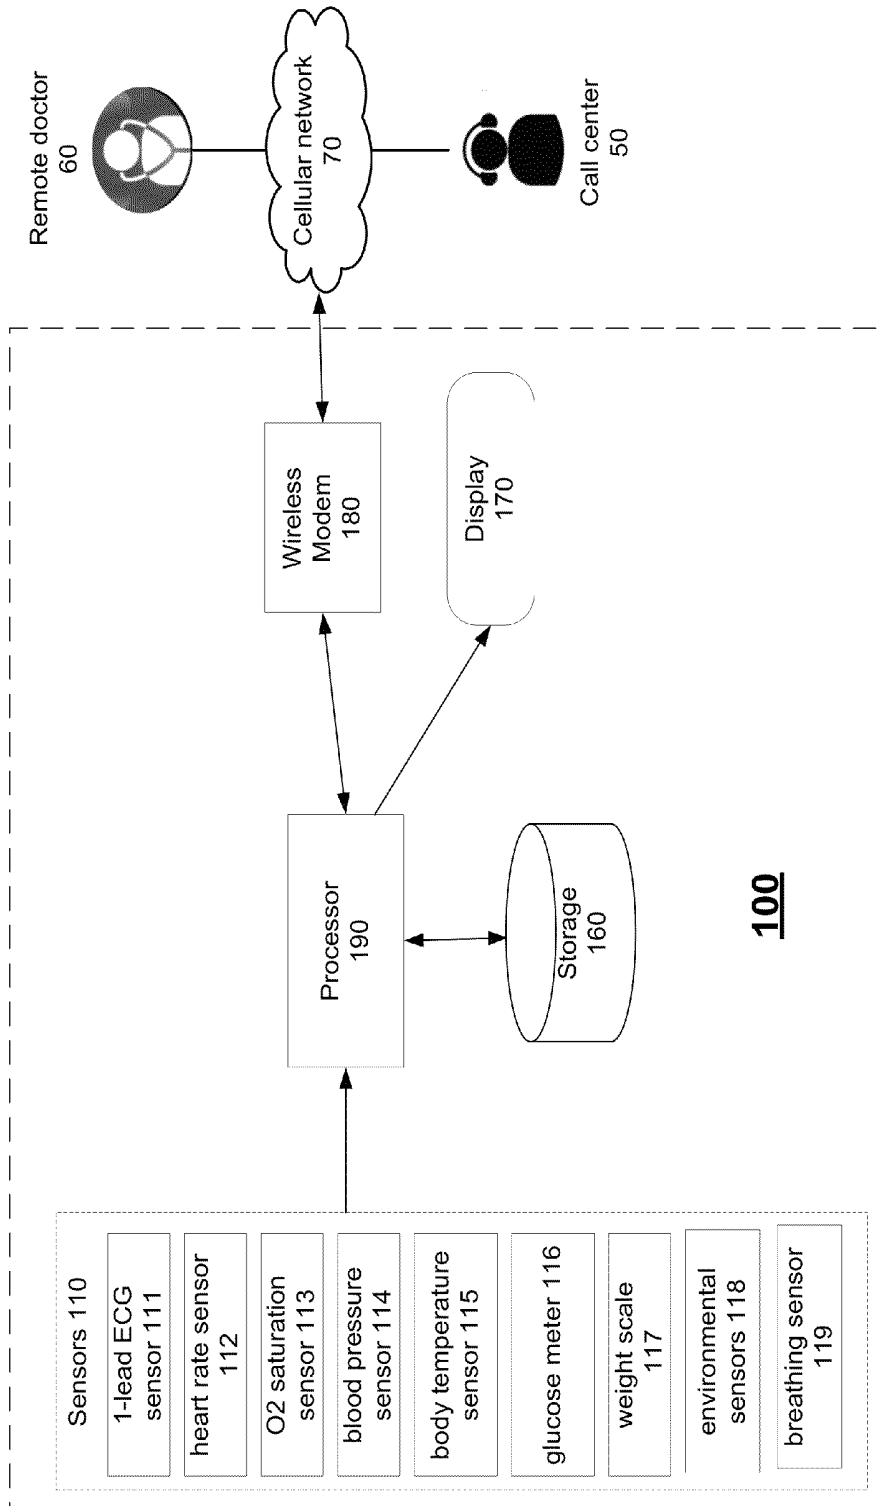 Sensors 110
1-lead ECG
sensor 111
heart rate sensor
112
O2 saturation
sensor 113
blood pressure
sensor 114
body temperature
sensor 115
glucose meter 116
weight scale
117
environmental
sensors 118
breathing sensor
119
Processor
190
Storage
160
100
Wireless
Modem
180
Display
170
Remote doctor
60
Cellular network
70
Call center
50